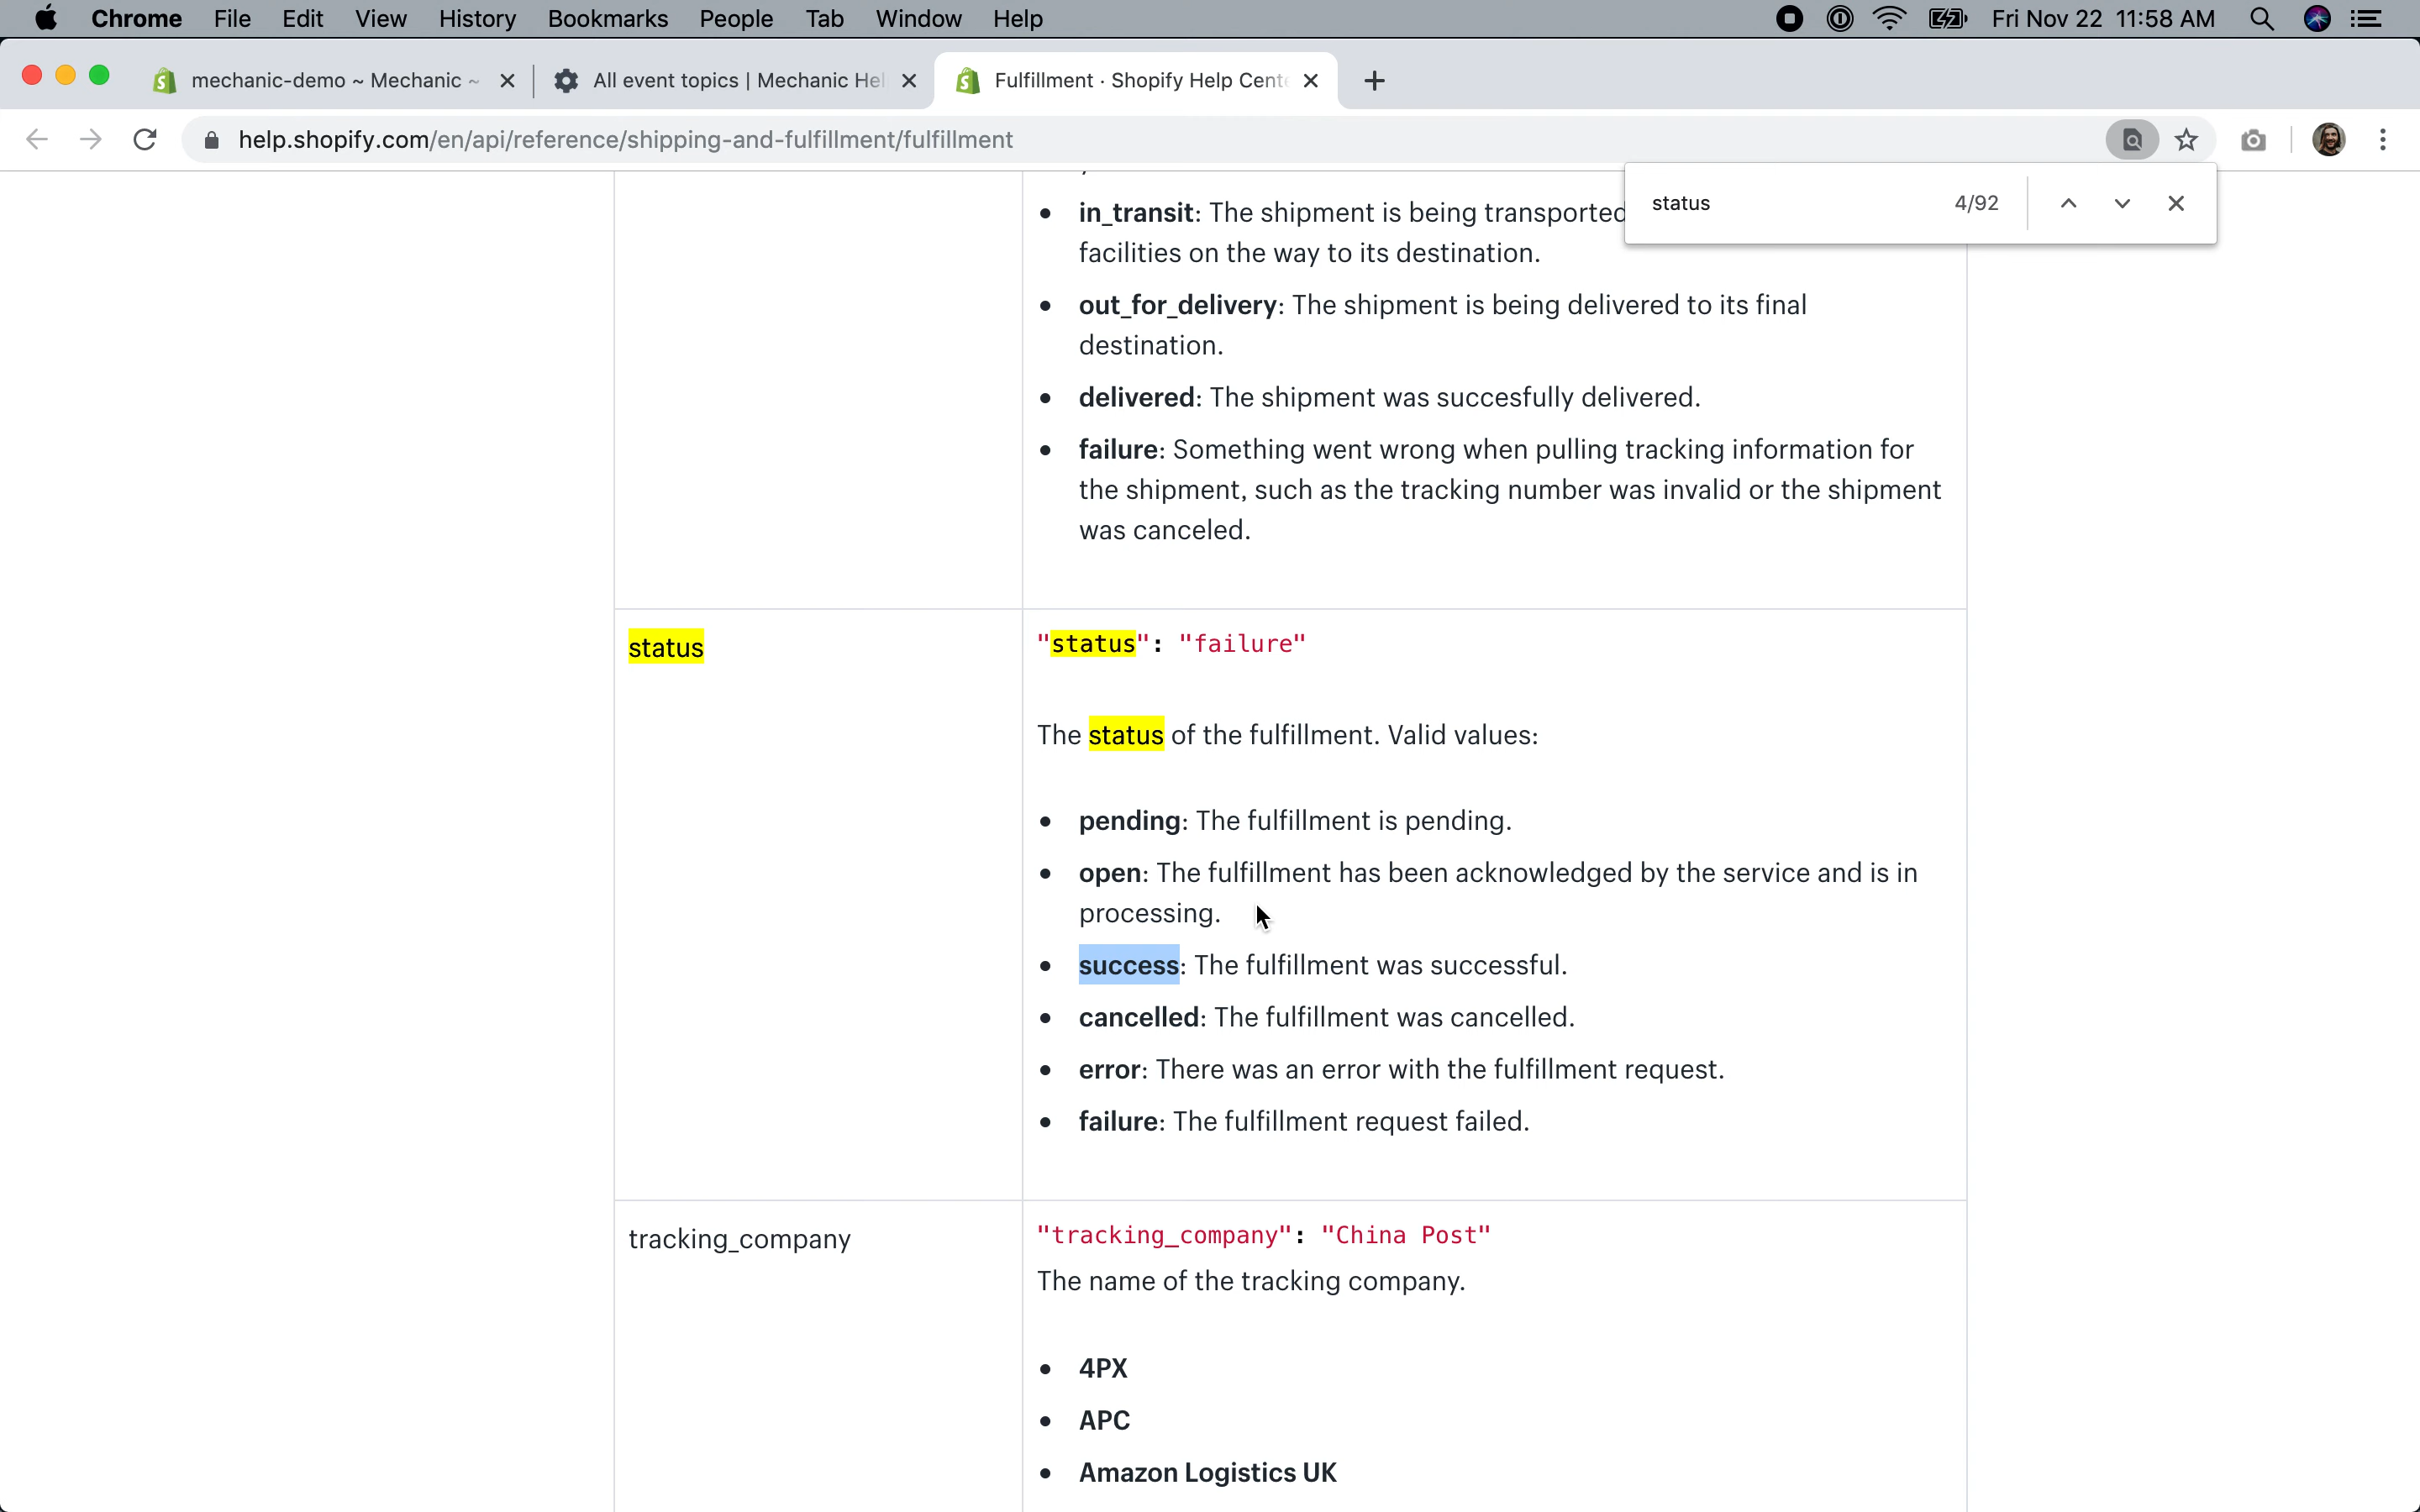 Chrome File Edit View History Bookmarks People Tab Window Help Fri Nov 22 11:58 AM
mechanic-demo ~ Mechanic ~ All event topics | Mechanic Hel Fulfillment · Shopify Help Cente
help.shopify.com/en/api/reference/shipping-and-fulfillment/fulfillment
status 4/92
in_transit: The shipment is being transported
facilities on the way to its destination.
out_for_delivery: The shipment is being delivered to its final
destination.
delivered: The shipment was succesfully delivered.
failure: Something went wrong when pulling tracking information for
the shipment, such as the tracking number was invalid or the shipment
was canceled.
status
"status": "failure"
The status of the fulfillment. Valid values:
pending: The fulfillment is pending.
open: The fulfillment has been acknowledged by the service and is in
processing.
success: The fulfillment was successful.
cancelled: The fulfillment was cancelled.
error: There was an error with the fulfillment request.
failure: The fulfillment request failed.
tracking_company
"tracking_company": "China Post"
The name of the tracking company.
4PX
APC
Amazon Logistics UK